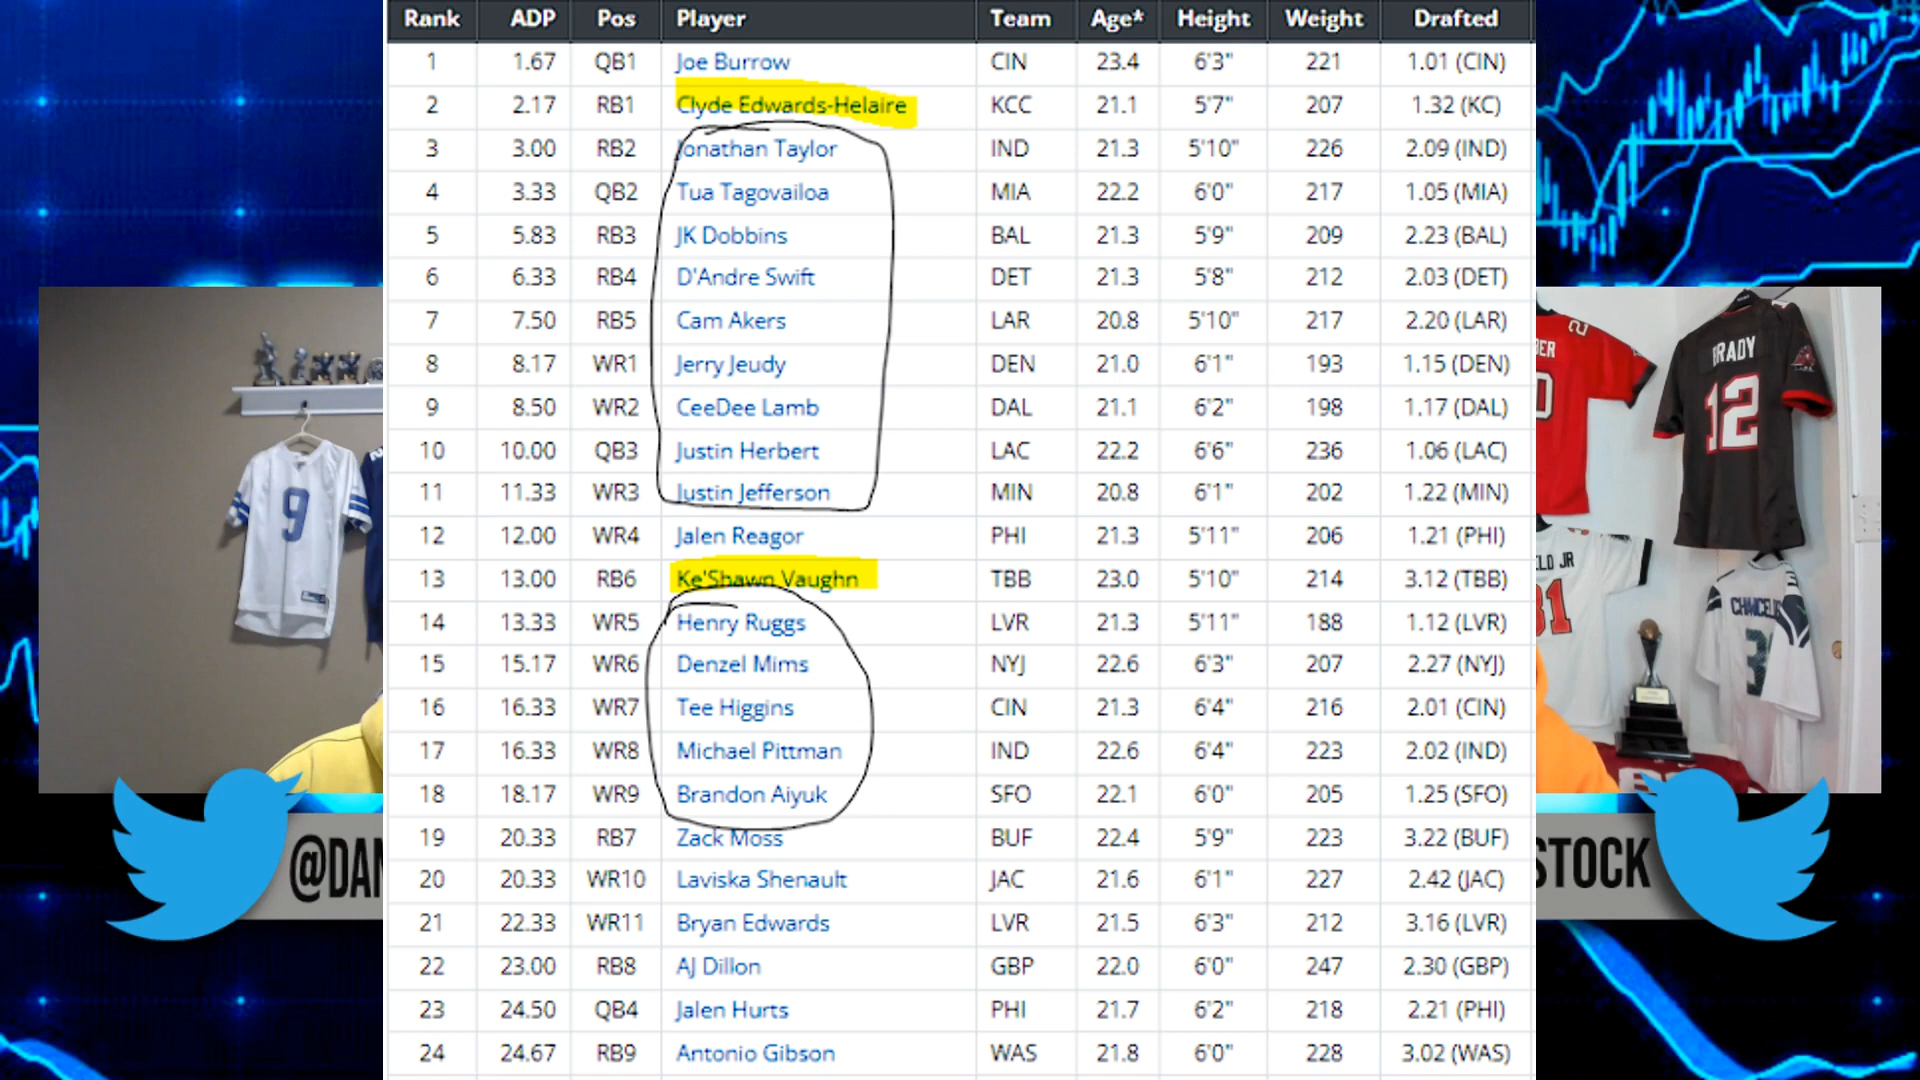 Rank ADP Pos Player Team Age* Height Weight Drafted
1 1.67 QB1 Joe Burrow CIN 23.4 6'3" 221 1.01 (CIN)
2 2.17 RB1 Clyde Edwards-Helaire KCC 21.1 5'7" 207 1.32 (KC)
3 3.00 RB2 Jonathan Taylor IND 21.3 5'10" 226 2.09 (IND)
4 3.33 QB2 Tua Tagovailoa MIA 22.2 6'0" 217 1.05 (MIA)
5 5.83 RB3 JK Dobbins BAL 21.3 5'9" 209 2.23 (BAL)
6 6.33 RB4 D'Andre Swift DET 21.3 5'8" 212 2.03 (DET)
7 7.50 RB5 Cam Akers LAR 20.8 5'10" 217 2.20 (LAR)
8 8.17 WR1 Jerry Jeudy DEN 21.0 6'1" 193 1.15 (DEN)
9 8.50 WR2 CeeDee Lamb DAL 21.1 6'2" 198 1.17 (DAL)
10 10.00 QB3 Justin Herbert LAC 22.2 6'6" 236 1.06 (LAC)
11 11.33 WR3 Justin Jefferson MIN 20.8 6'1" 202 1.22 (MIN)
12 12.00 WR4 Jalen Reagor PHI 21.3 5'11" 206 1.21 (PHI)
13 13.00 RB6 Ke'Shawn Vaughn TBB 23.0 5'10" 214 3.12 (TBB)
14 13.33 WR5 Henry Ruggs LVR 21.3 5'11" 188 1.12 (LVR)
15 15.17 WR6 Denzel Mims NYJ 22.6 6'3" 207 2.27 (NYJ)
16 16.33 WR7 Tee Higgins CIN 21.3 6'4" 216 2.01 (CIN)
17 16.33 WR8 Michael Pittman IND 22.6 6'4" 223 2.02 (IND)
18 18.17 WR9 Brandon Aiyuk SFO 22.1 6'0" 205 1.25 (SFO)
19 20.33 RB7 Zack Moss BUF 22.4 5'9" 223 3.22 (BUF)
20 20.33 WR10 Laviska Shenault JAC 21.6 6'1" 227 2.42 (JAC)
21 22.33 WR11 Bryan Edwards LVR 21.5 6'3" 212 3.16 (LVR)
22 23.00 RB8 AJ Dillon GBP 22.0 6'0" 247 2.30 (GBP)
23 24.50 QB4 Jalen Hurts PHI 21.7 6'2" 218 2.21 (PHI)
24 24.67 RB9 Antonio Gibson WAS 21.8 6'0" 228 3.02 (WAS)
9
BRADY
12
LD JR
31
@DAN
STOCK